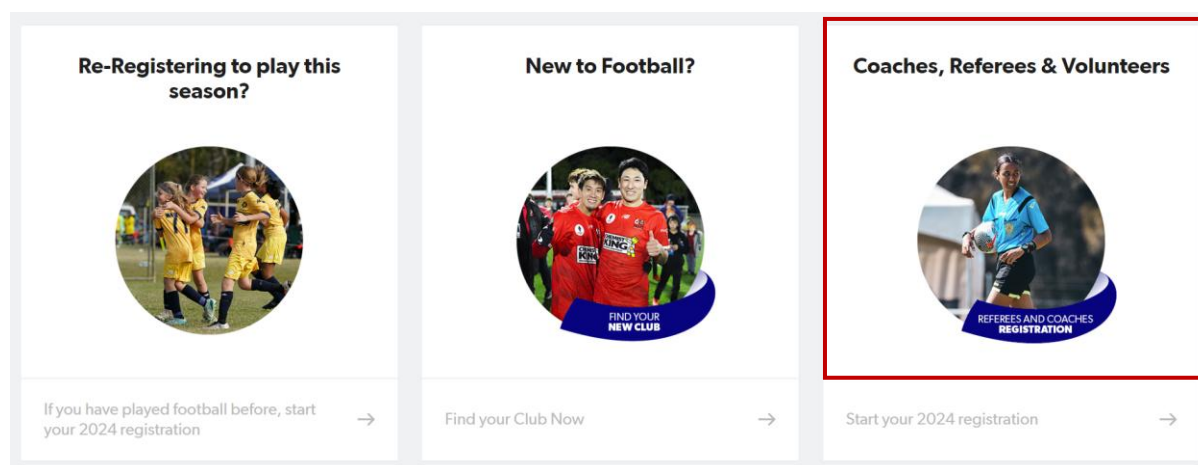 Re-Registering to play this
season?
If you have played football before, start
your 2024 registration
New to Football?
KING
FIND YOUR
NEW CLUB
Find your Club Now
Coaches, Referees & Volunteers
REFEREES AND COACHES
REGISTRATION
Start your 2024 registration